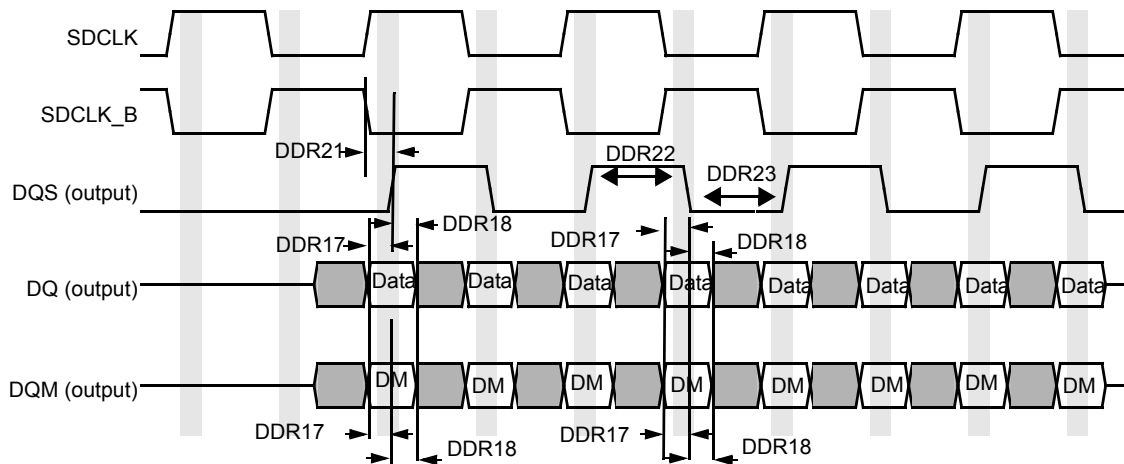 SDCLK
SDCLK_B
DDR21
DDR22
DDR23
DQS (output)
DDR18
DDR17
DDR17
DDR18
DQ (output)
Data Data Data Data Data Data Data Data
DQM (output)
DM DM DM DM DM DM DM DM
DDR17
DDR18
DDR17
DDR18